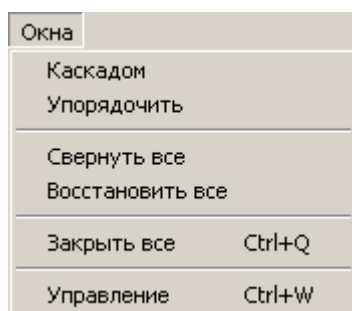 Окна
Каскадом
Упорядочить
Свернуть все
Восстановить все
Закрыть все Ctrl+Q
Управление Ctrl+W